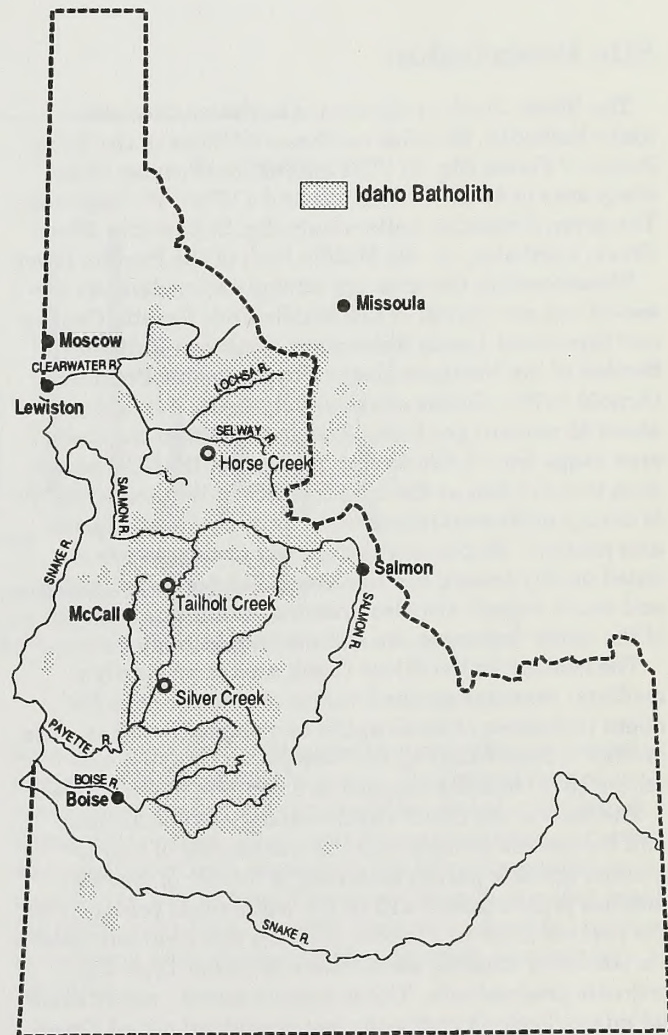 Idaho Batholith
Missoula
Moscow
CLEARWATER R.
Lewiston
LOCHSA R.
SELWAY R.
Horse Creek
SALMON R.
SNAKE R.
Salmon
Tailholt Creek
McCall
SALMON R.
Silver Creek
PAYETTE R.
BOISE R.
Boise
SNAKE R.